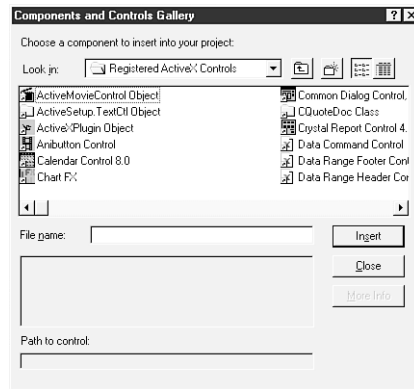 Components and Controls Gallery
Choose a component to insert into your project:
Look in: Registered ActiveX Controls
ActiveMovieControl Object
ActiveSetup.TextCtl Object
ActiveXPlugin Object
Anibutton Control
Calendar Control 8.0
Chart FX
Common Dialog Control,
CQuoteDoc Class
Crystal Report Control 4.
Data Command Control
Data Range Footer Cont
Data Range Header Cor
File name:
Insert
Close
More Info
Path to control: